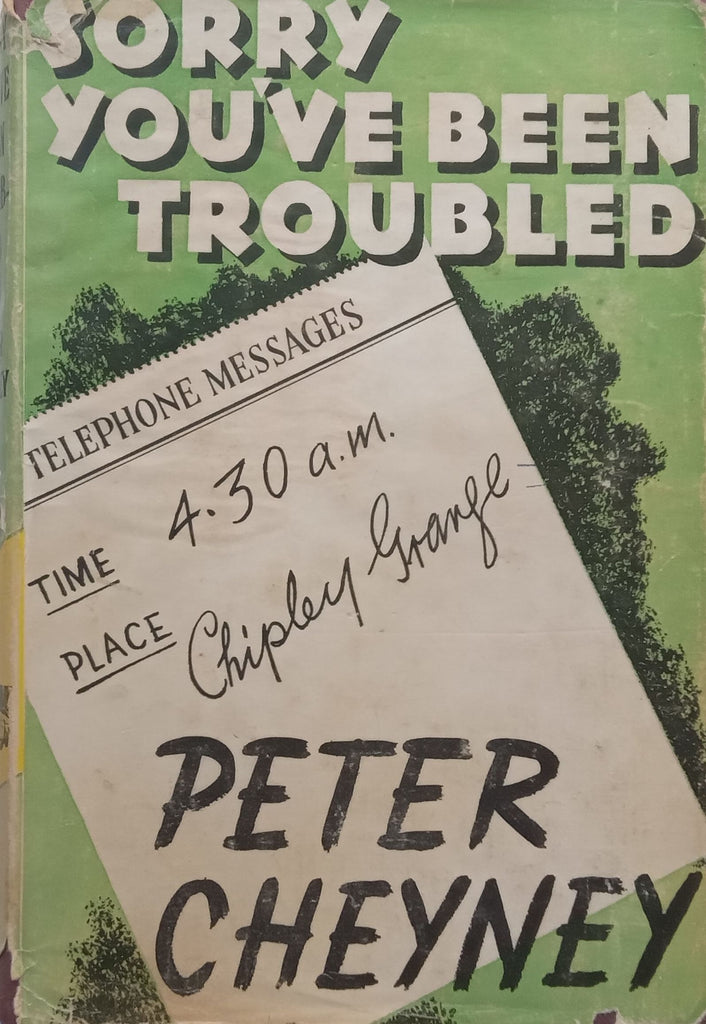 SORRY
YOU'VE BEEN
TROUBLED
TELEPHONE MESSAGES
TIME 4.30 a.m.
PLACE Chipley Grange
PETER
CHEYNEY